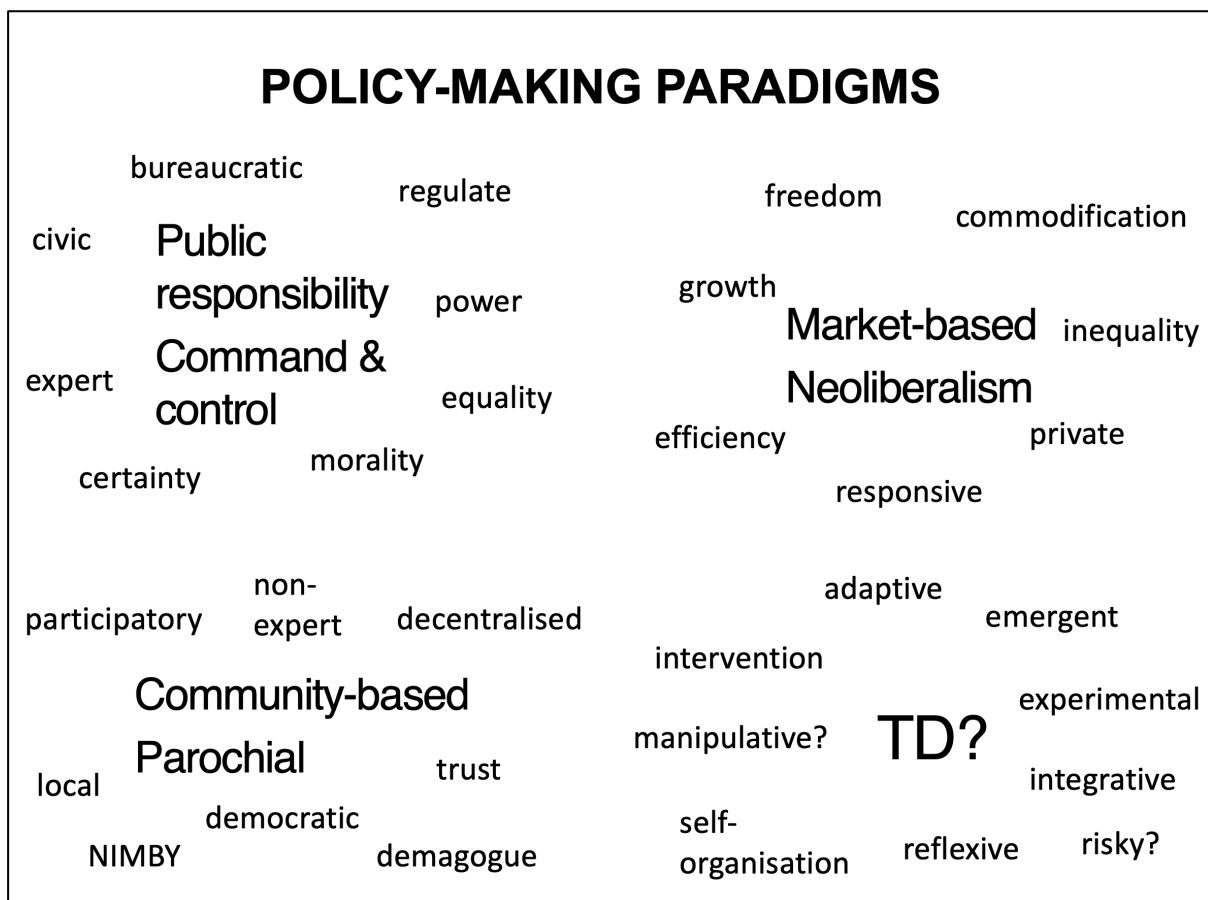 POLICY-MAKING PARADIGMS
bureaucratic
regulate
civic
Public
responsibility
power
Command &
control
expert
equality
morality
certainty
freedom
commodification
growth
Market-based
inequality
Neoliberalism
efficiency
private
responsive
participatory
non-
expert
decentralised
Community-based
Parochial
trust
local
democratic
NIMBY
demagogue
adaptive
emergent
intervention
experimental
manipulative?
TD?
integrative
self-
organisation
reflexive
risky?